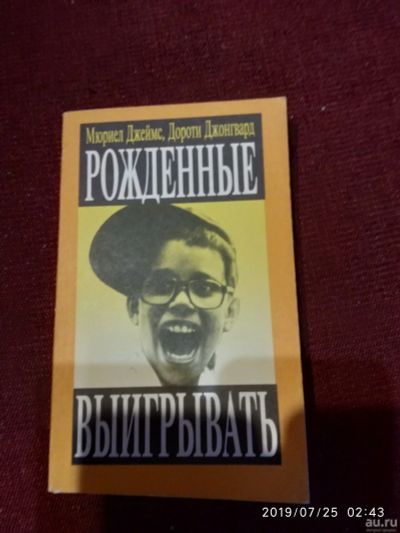 Мюриел Джеймс, Дороти Джонгвард
РОЖДЕННЫЕ
ВЫИГРЫВАТЬ
2019/07/25 02:43
au.ru